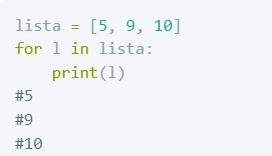 lista = [5, 9, 10]
for l in lista:
    print(l)
#5
#9
#10